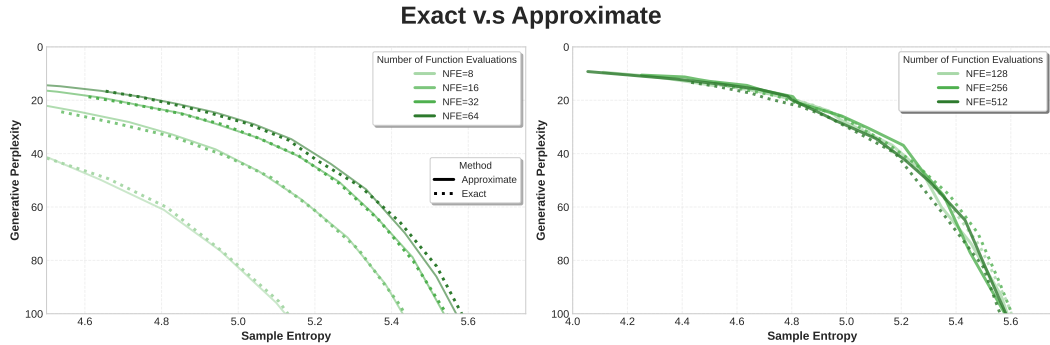 Exact v.s Approximate
Generative Perplexity
0
20
40
60
80
100
4.6
4.8
5.0
5.2
5.4
5.6
Sample Entropy
Number of Function Evaluations
NFE=8
NFE=16
NFE=32
NFE=64
Method
Approximate
Exact
Generative Perplexity
0
20
40
60
80
100
4.0
4.2
4.4
4.6
4.8
5.0
5.2
5.4
5.6
Sample Entropy
Number of Function Evaluations
NFE=128
NFE=256
NFE=512